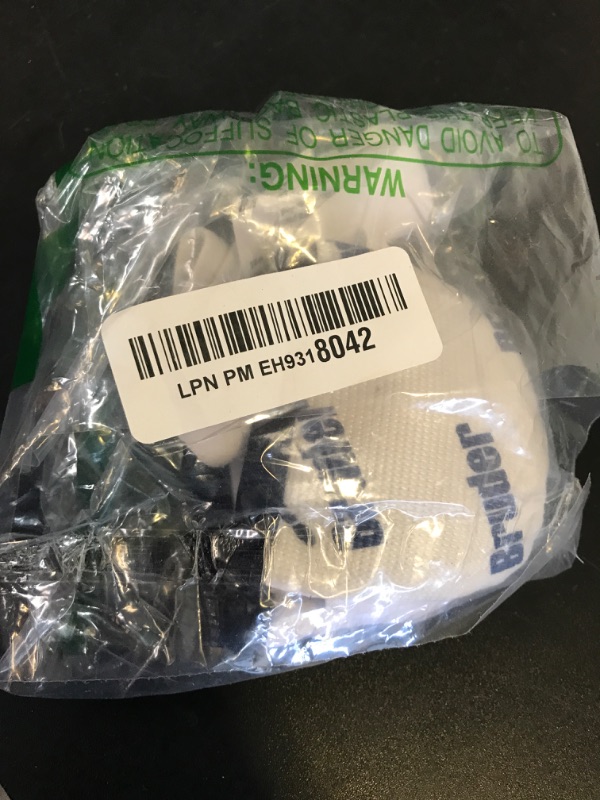 WARNING:
TO AVOID DANGER OF SUFFOCATION
LPN PM EH9318042
Bruder